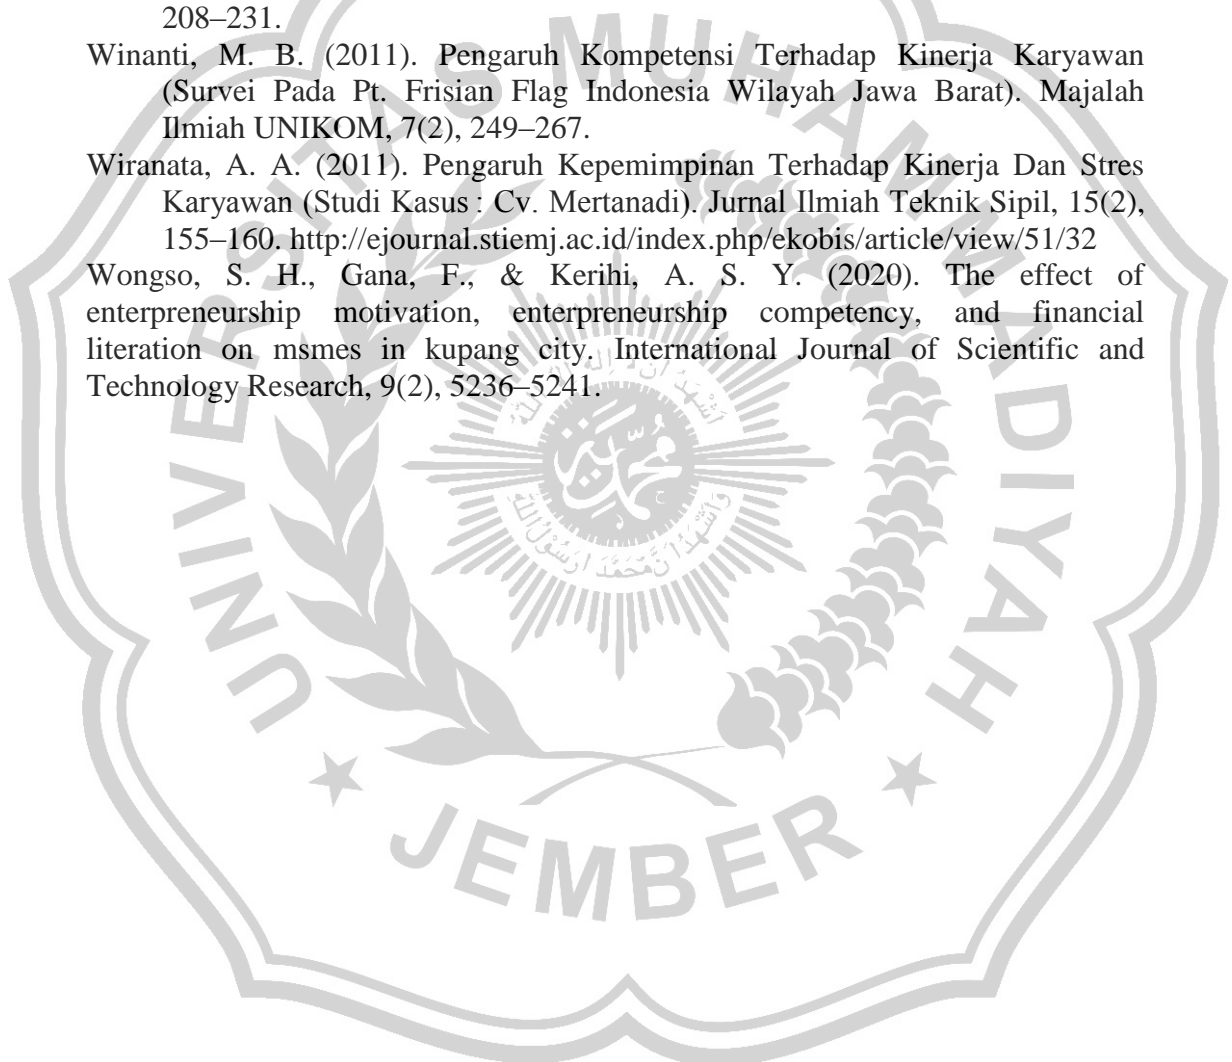 208–231.
Winanti, M. B. (2011). Pengaruh Kompetensi Terhadap Kinerja Karyawan
(Survei Pada Pt. Frisian Flag Indonesia Wilayah Jawa Barat). Majalah
Ilmiah UNIKOM, 7(2), 249–267.
Wiranata, A. A. (2011). Pengaruh Kepemimpinan Terhadap Kinerja Dan Stres
Karyawan (Studi Kasus : Cv. Mertanadi). Jurnal Ilmiah Teknik Sipil, 15(2),
155–160. http://ejournal.stiemj.ac.id/index.php/ekobis/article/view/51/32
Wongso, S. H., Gana, F., & Kerihi, A. S. Y. (2020). The effect of
enterpreneurship motivation, enterpreneurship competency, and financial
literation on msmes in kupang city. International Journal of Scientific and
Technology Research, 9(2), 5236–5241.
UNIVERSITAS MUHAMMADIYAH
محمد
JEMBER